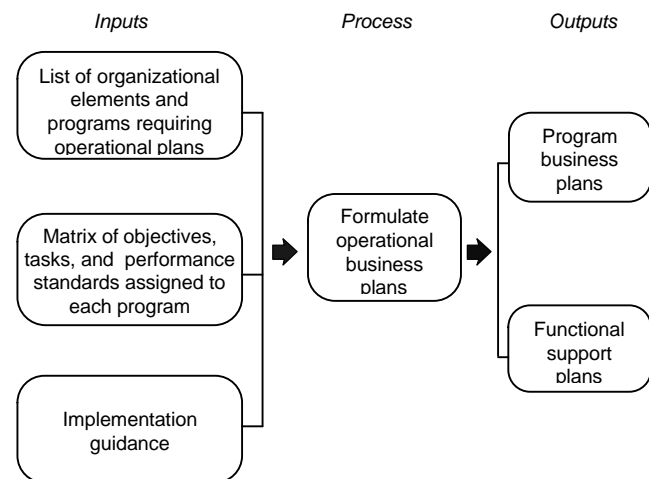 Inputs
Process
Outputs
List of organizational
elements and
programs requiring
operational plans
Matrix of objectives,
tasks, and performance
standards assigned to
each program
Implementation
guidance
Formulate
operational
business
plans
Program
business
plans
Functional
support
plans